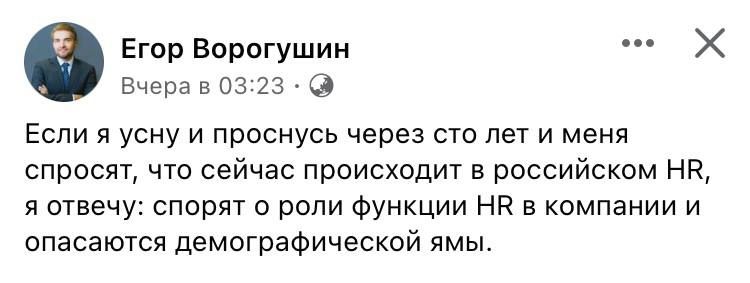 Егор Ворогушин
Вчера в 03:23 ·
Если я усну и проснусь через сто лет и меня
спросят, что сейчас происходит в российском HR,
я отвечу: спорят о роли функции HR в компании и
опасаются демографической ямы.